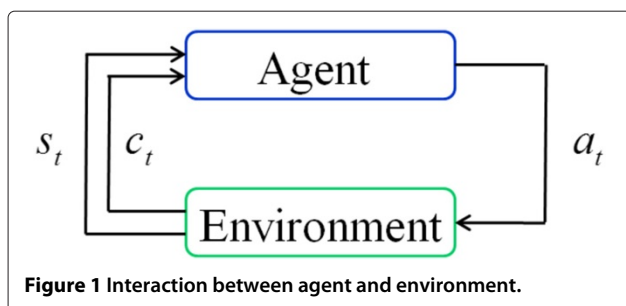 Agent
s_t c_t a_t
Environment
Figure 1 Interaction between agent and environment.